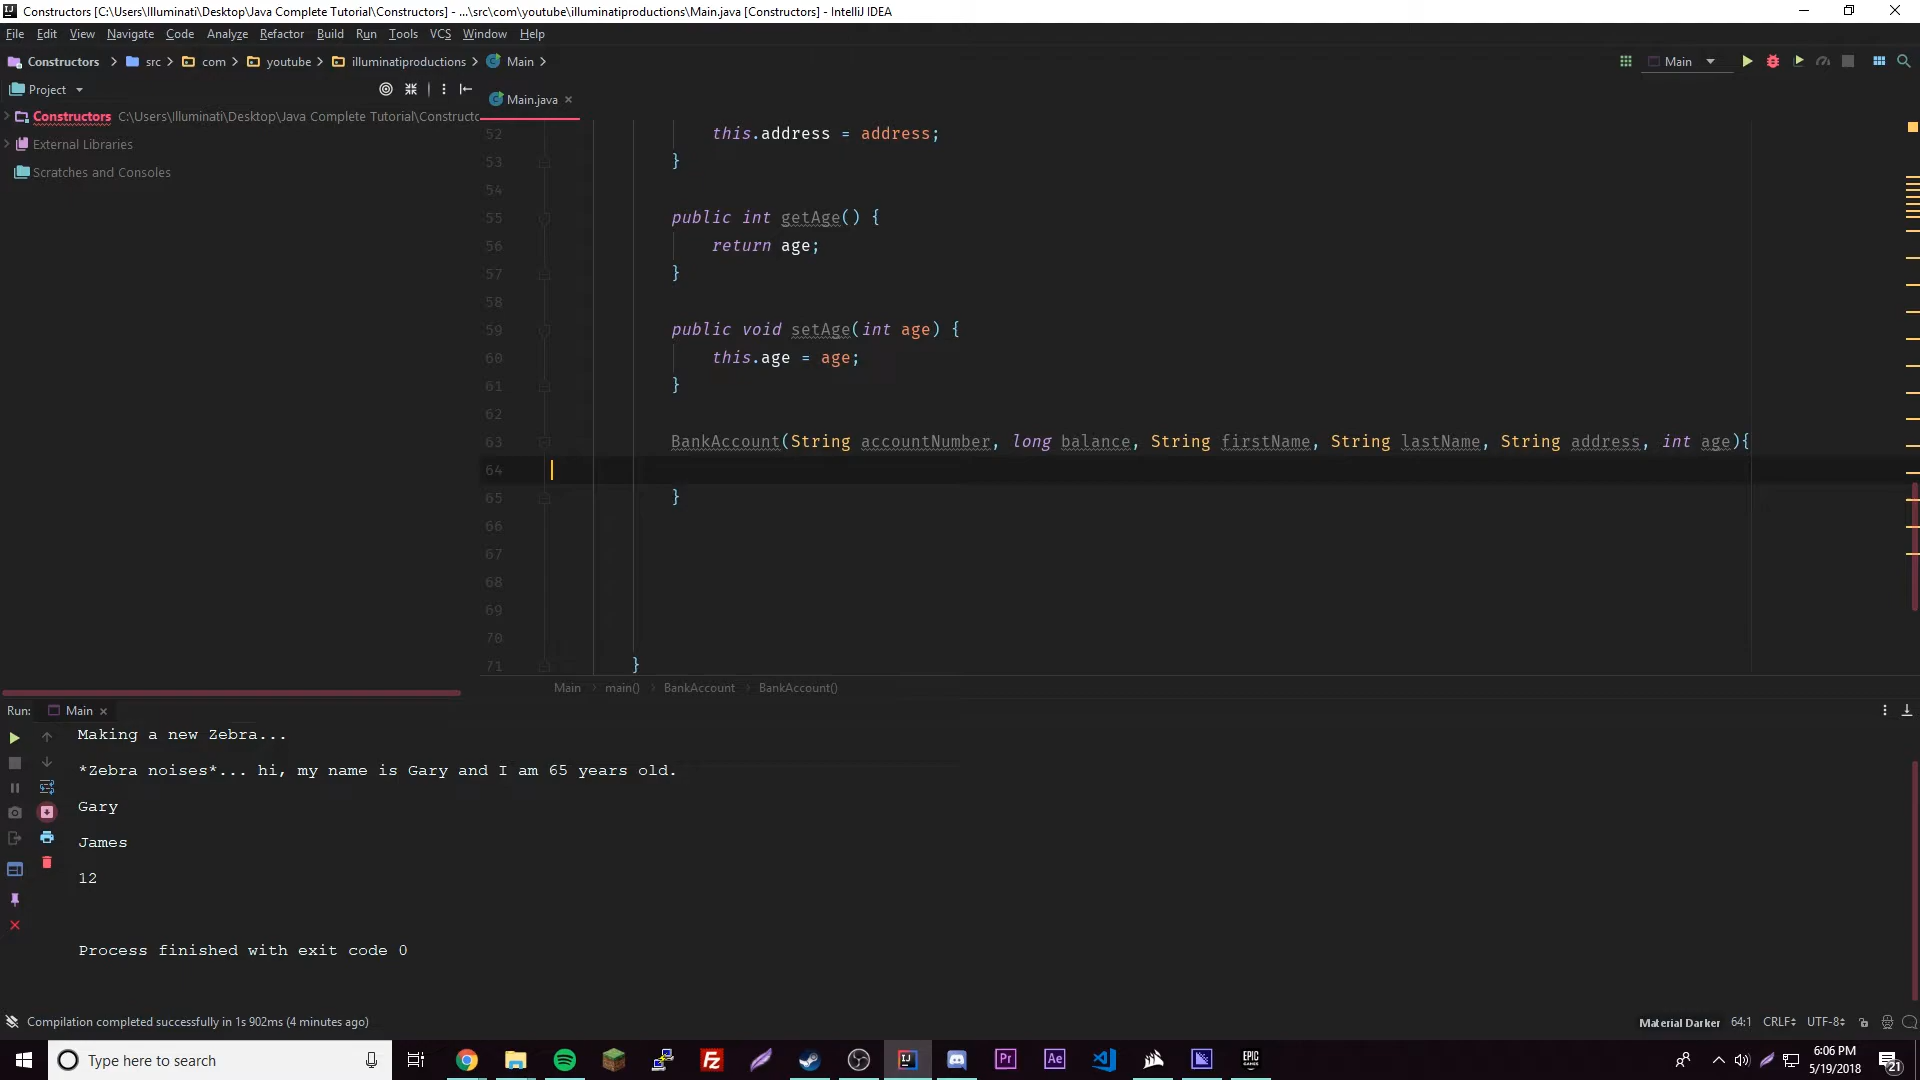 Constructors [C:\Users\Illuminati\Desktop\Java Complete Tutorial\Constructors] - ...\src\com\youtube\illuminatiproductions\Main.java [Constructors] - IntelliJ IDEA
File Edit View Navigate Code Analyze Refactor Build Run Tools VCS Window Help
Constructors src com youtube illuminatiproductions Main
Main
Project
Main.java
Constructors C:\Users\Illuminati\Desktop\Java Complete Tutorial\Constructo
External Libraries
Scratches and Consoles
52 this.address = address;
53 }
54
55 public int getAge() {
56 return age;
57 }
58
59 public void setAge(int age) {
60 this.age = age;
61 }
62
63 BankAccount(String accountNumber, long balance, String firstName, String lastName, String address, int age){
64
65 }
66
67
68
69
70
71 }
Main main() BankAccount BankAccount()
Run: Main
Making a new Zebra...
*Zebra noises*... hi, my name is Gary and I am 65 years old.
Gary
James
12
Process finished with exit code 0
Compilation completed successfully in 1s 902ms (4 minutes ago)
Material Darker 64:1 CRLF UTF-8
Type here to search
Pr
Ae
EPIC GAMES
6:06 PM
5/19/2018
21